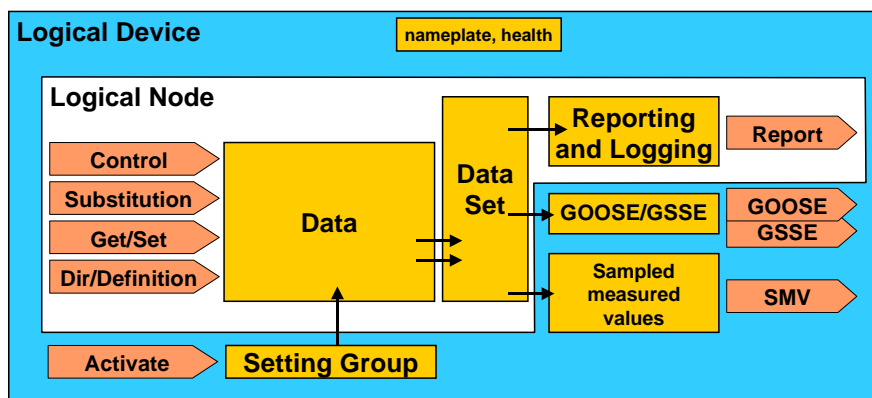 Logical Device
nameplate, health
Logical Node
Control
Substitution
Get/Set
Dir/Definition
Data
Data
Set
Reporting
and Logging
Report
GOOSE/GSSE
GOOSE
GSSE
Sampled
measured
values
SMV
Activate
Setting Group